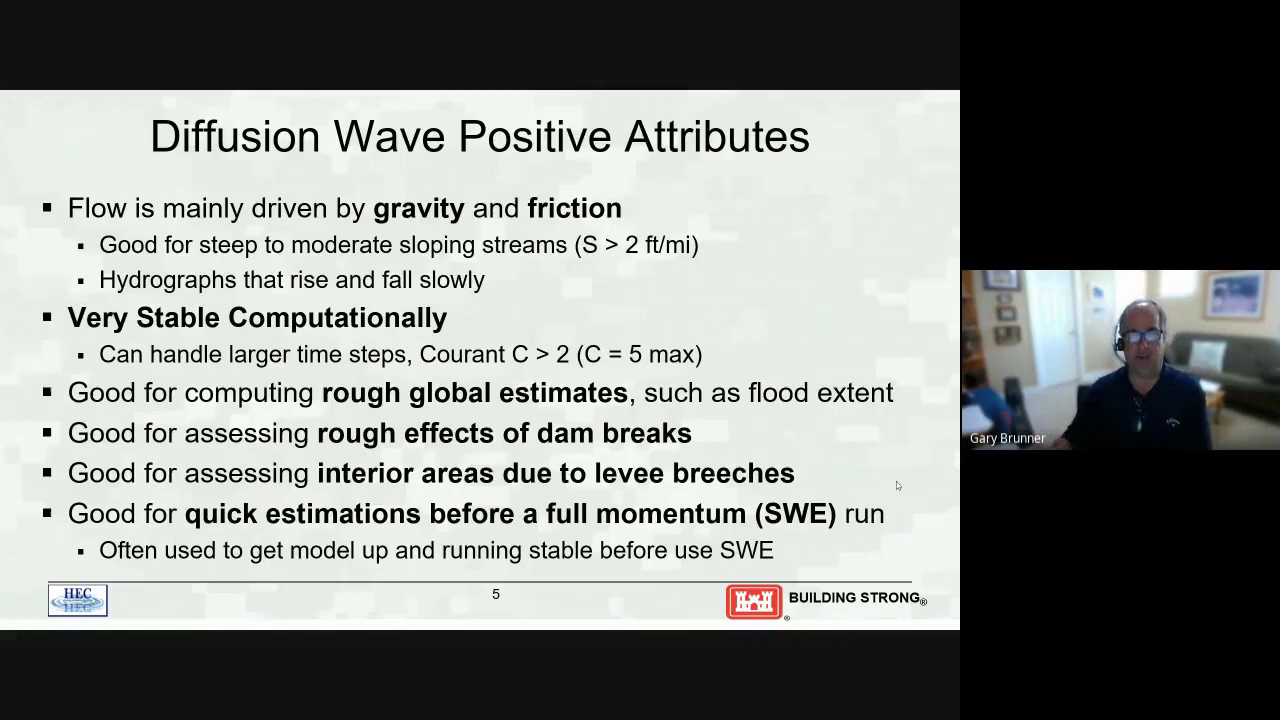 Diffusion Wave Positive Attributes
▪ Flow is mainly driven by gravity and friction
▪ Good for steep to moderate sloping streams (S > 2 ft/mi)
▪ Hydrographs that rise and fall slowly
▪ Very Stable Computationally
▪ Can handle larger time steps, Courant C > 2 (C = 5 max)
▪ Good for computing rough global estimates, such as flood extent
▪ Good for assessing rough effects of dam breaks
▪ Good for assessing interior areas due to levee breeches
▪ Good for quick estimations before a full momentum (SWE) run
▪ Often used to get model up and running stable before use SWE
HEC
5
BUILDING STRONG®
®
Gary Brunner